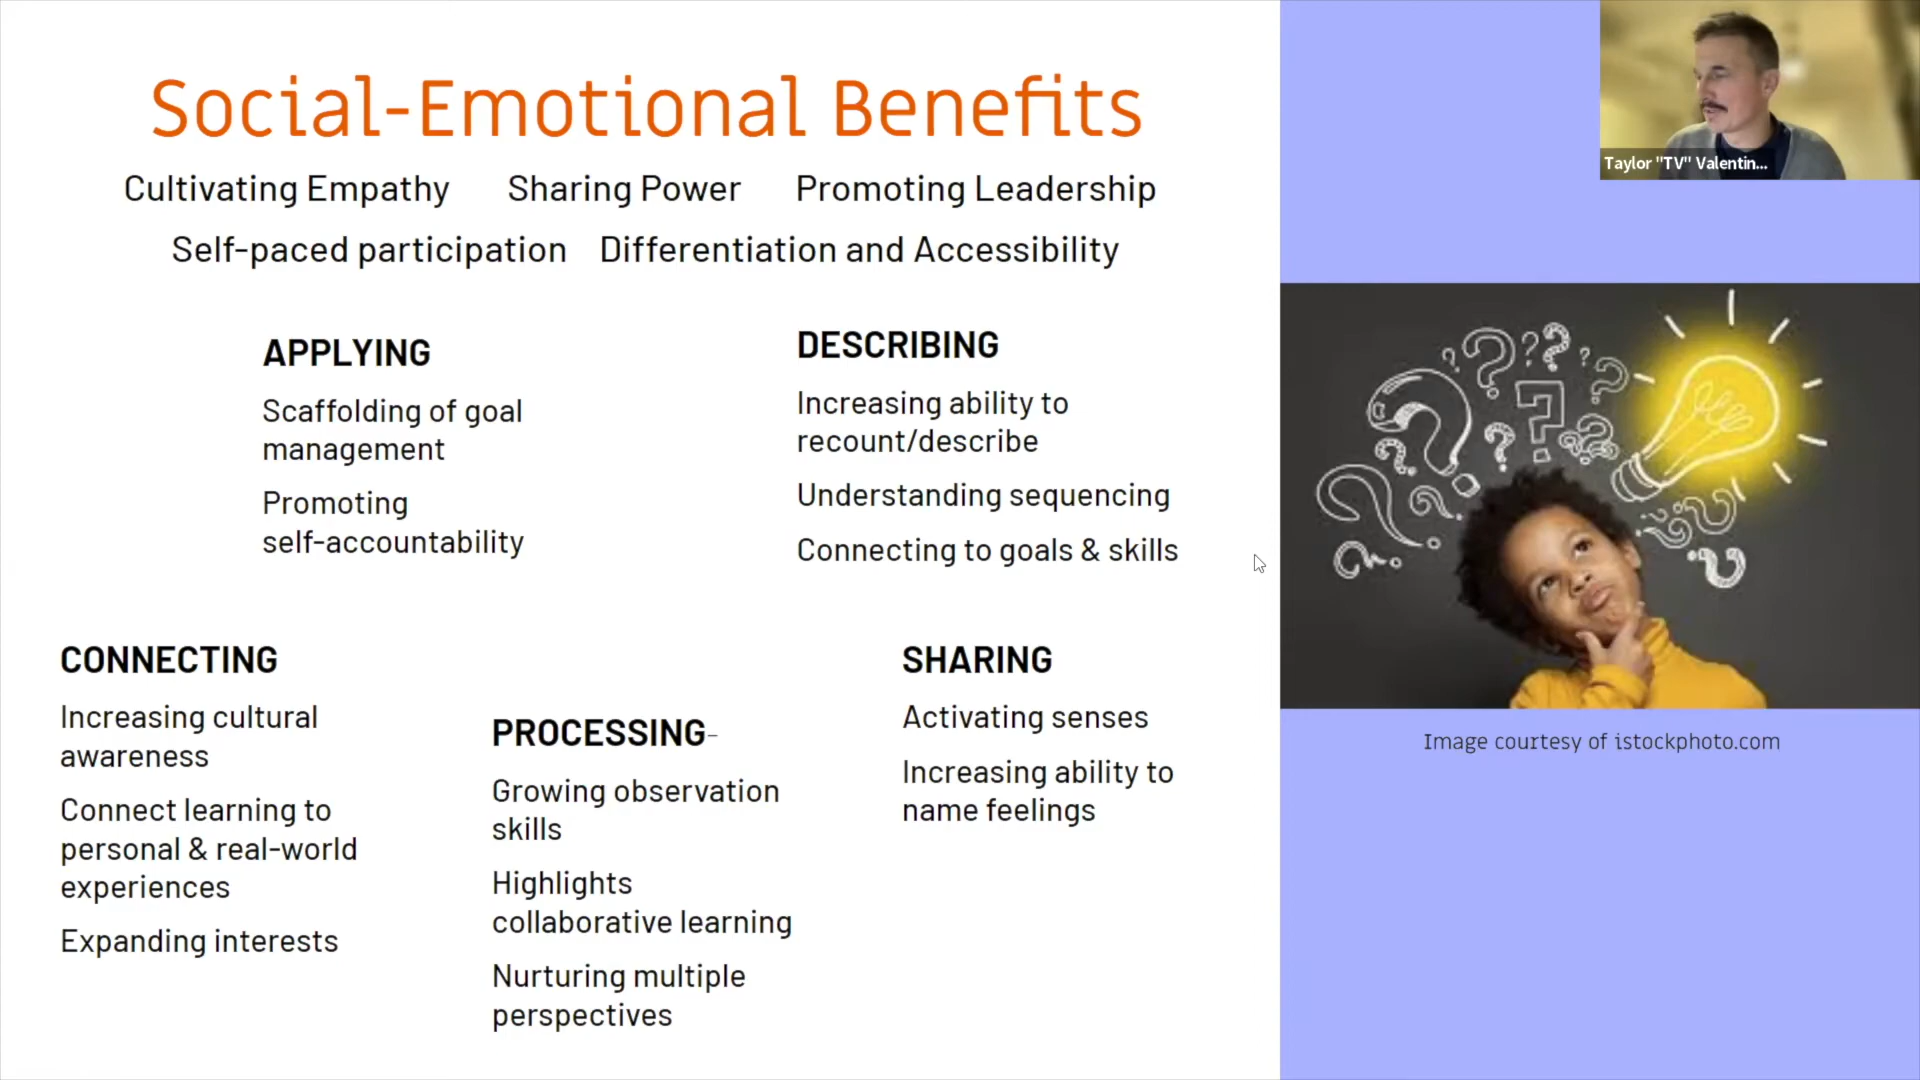 Social-Emotional Benefits
Cultivating Empathy Sharing Power Promoting Leadership
Self-paced participation Differentiation and Accessibility
APPLYING
Scaffolding of goal
management
Promoting
self-accountability
DESCRIBING
Increasing ability to
recount/describe
Understanding sequencing
Connecting to goals & skills
CONNECTING
Increasing cultural
awareness
Connect learning to
personal & real-world
experiences
Expanding interests
PROCESSING-
Growing observation
skills
Highlights
collaborative learning
Nurturing multiple
perspectives
SHARING
Activating senses
Increasing ability to
name feelings
Taylor "TV" Valentin...
Image courtesy of istockphoto.com